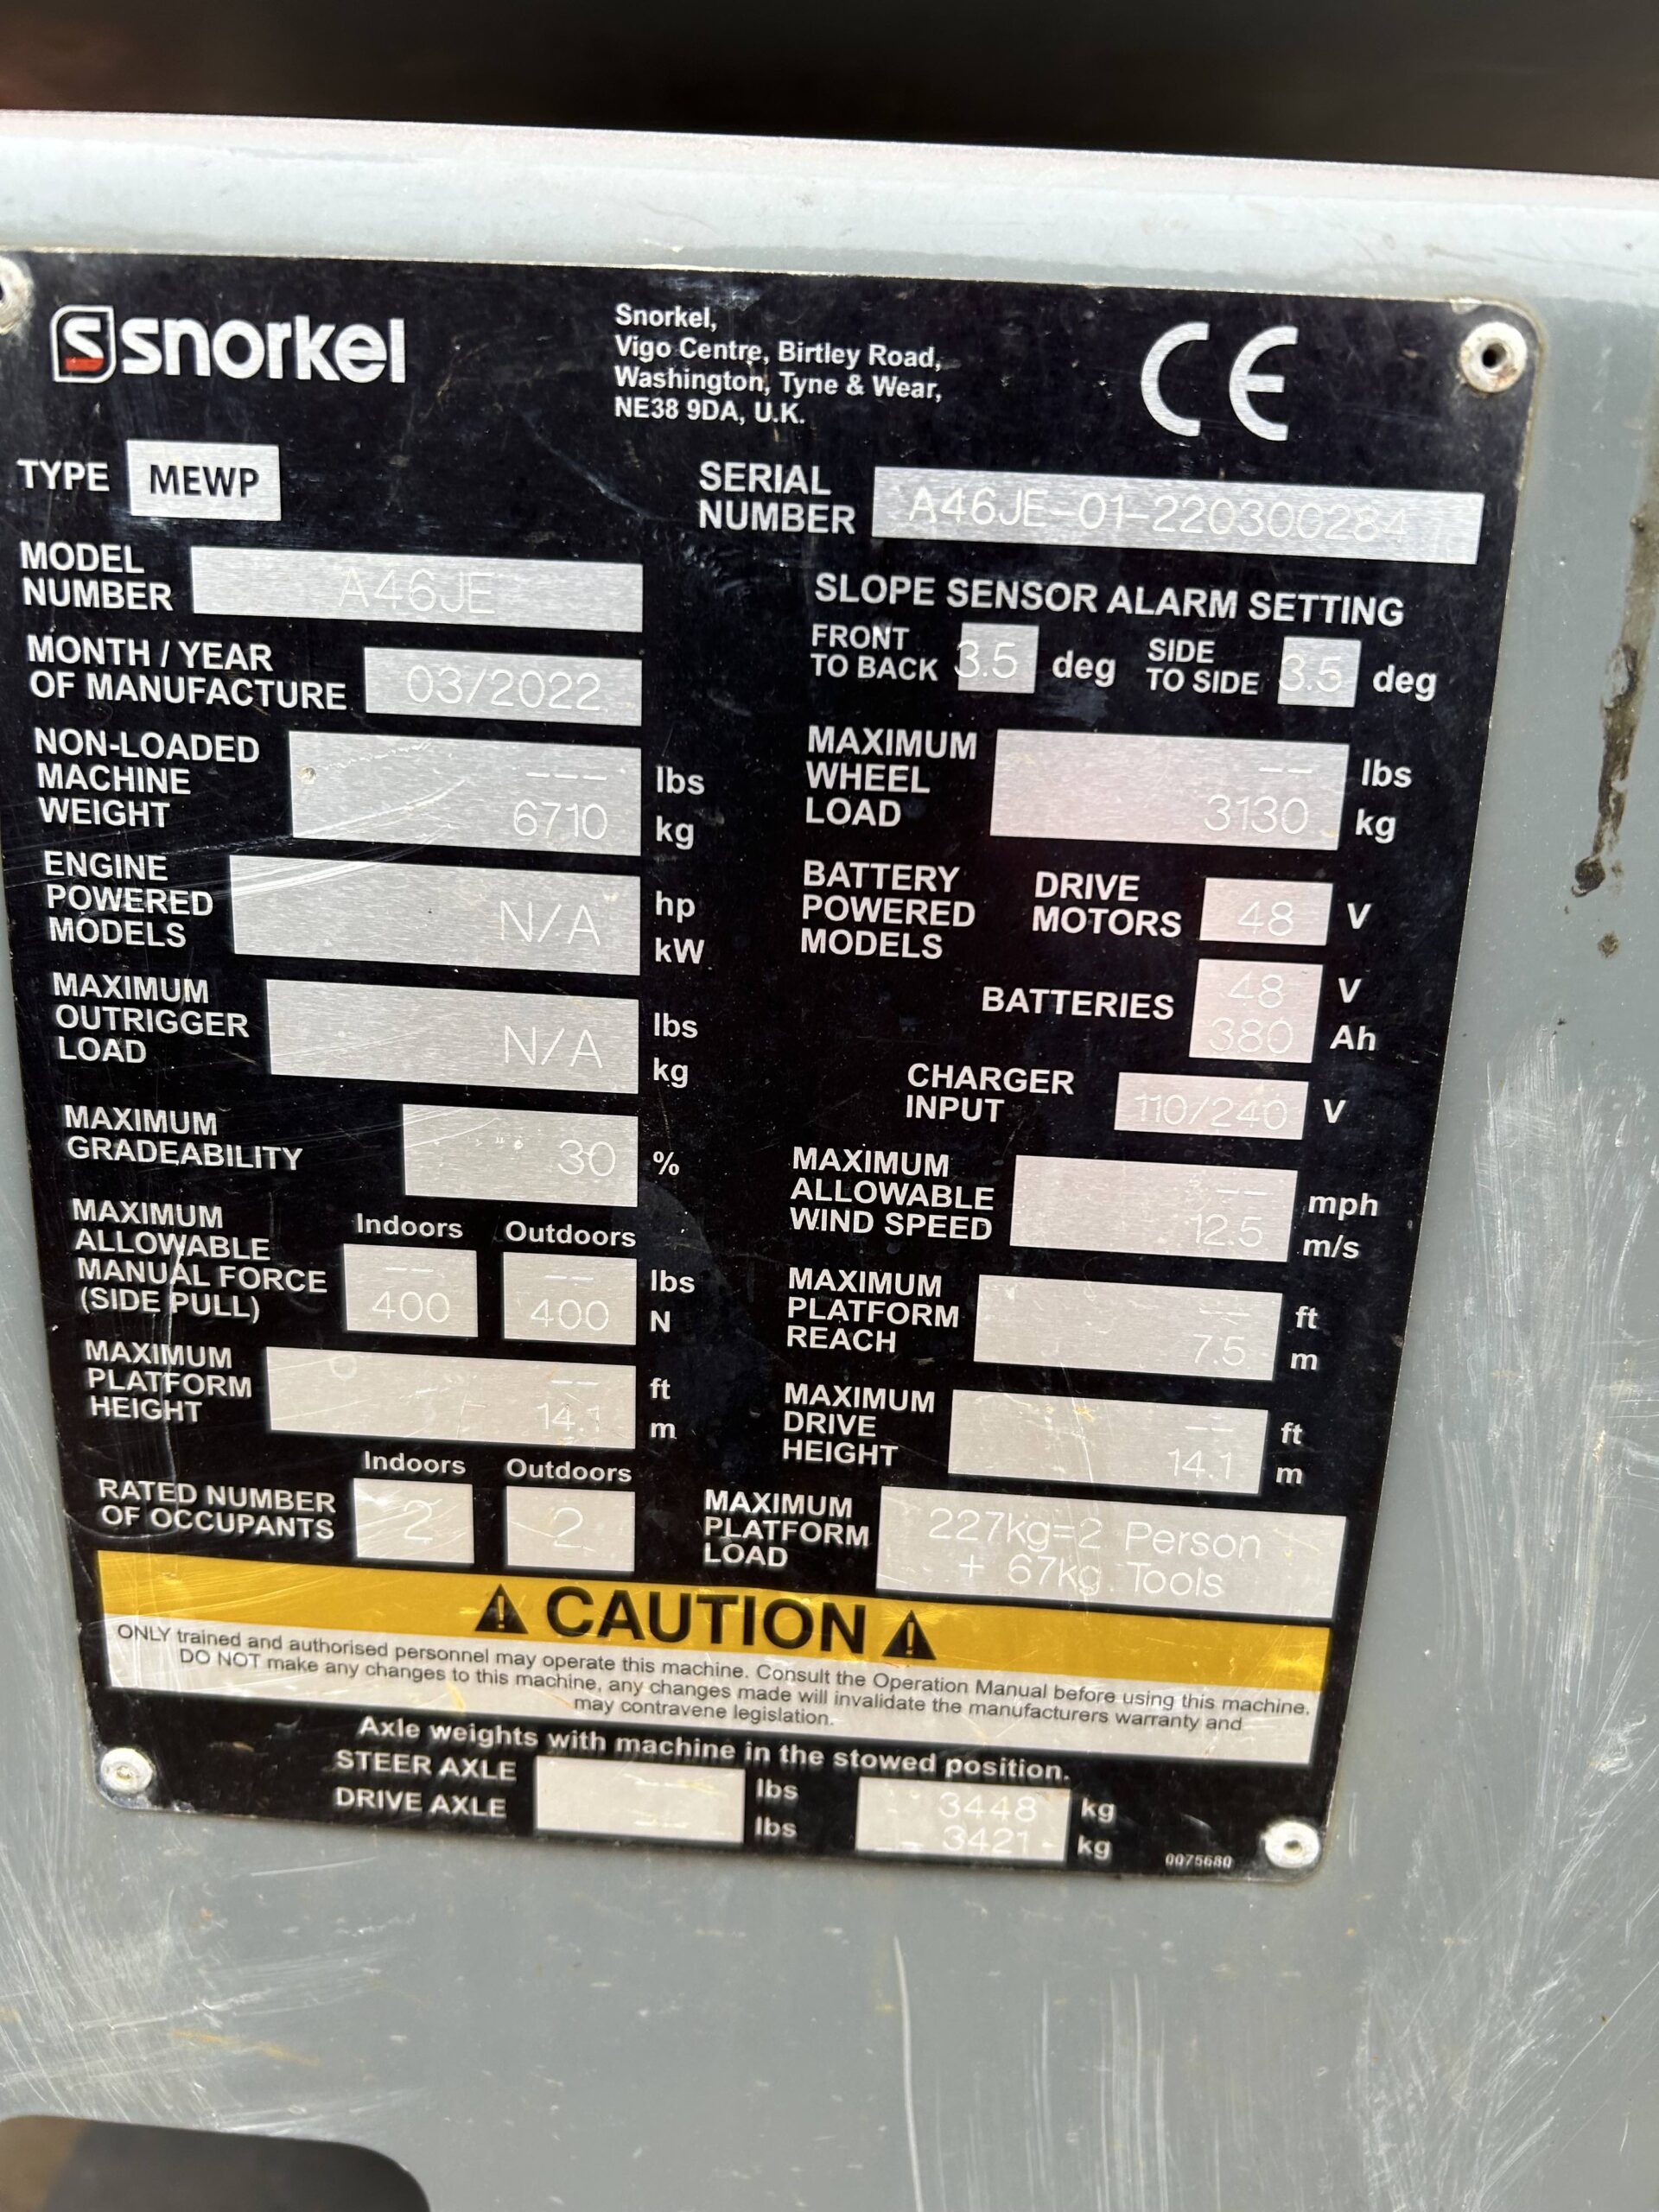 snorkel
Snorkel,
Vigo Centre, Birtley Road,
Washington, Tyne & Wear,
NE38 9DA, U.K.
CE
TYPE MEWP
SERIAL
NUMBER A46JE-01-220300284
MODEL
NUMBER A46JE
MONTH / YEAR
OF MANUFACTURE 03/2022
SLOPE SENSOR ALARM SETTING
FRONT
TO BACK 3.5 deg
SIDE
TO SIDE 3.5 deg
NON-LOADED
MACHINE
WEIGHT
--- lbs
6710 kg
MAXIMUM
WHEEL
LOAD
-- lbs
3130 kg
ENGINE
POWERED
MODELS
N/A
hp
kW
BATTERY
POWERED
MODELS
DRIVE
MOTORS 48 V
BATTERIES
48 V
380 Ah
MAXIMUM
OUTRIGGER
LOAD
N/A
lbs
kg
CHARGER
INPUT 110/240 V
MAXIMUM
GRADEABILITY 30 %
MAXIMUM
ALLOWABLE
WIND SPEED
-- mph
12.5 m/s
MAXIMUM
ALLOWABLE
MANUAL FORCE
(SIDE PULL)
Indoors Outdoors
-- -- lbs
400 400 N
MAXIMUM
PLATFORM
REACH
-- ft
7.5 m
MAXIMUM
PLATFORM
HEIGHT
-- ft
14.1 m
MAXIMUM
DRIVE
HEIGHT
-- ft
14.1 m
Indoors Outdoors
RATED NUMBER
OF OCCUPANTS
2 2
MAXIMUM
PLATFORM
LOAD
227kg=2 Person
+ 67kg Tools
CAUTION
ONLY trained and authorised personnel may operate this machine. Consult the Operation Manual before using this machine.
DO NOT make any changes to this machine, any changes made will invalidate the manufacturers warranty and
may contravene legislation.
Axle weights with machine in the stowed position.
STEER AXLE --- lbs 3448 kg
DRIVE AXLE --- lbs 3421 kg
0075680